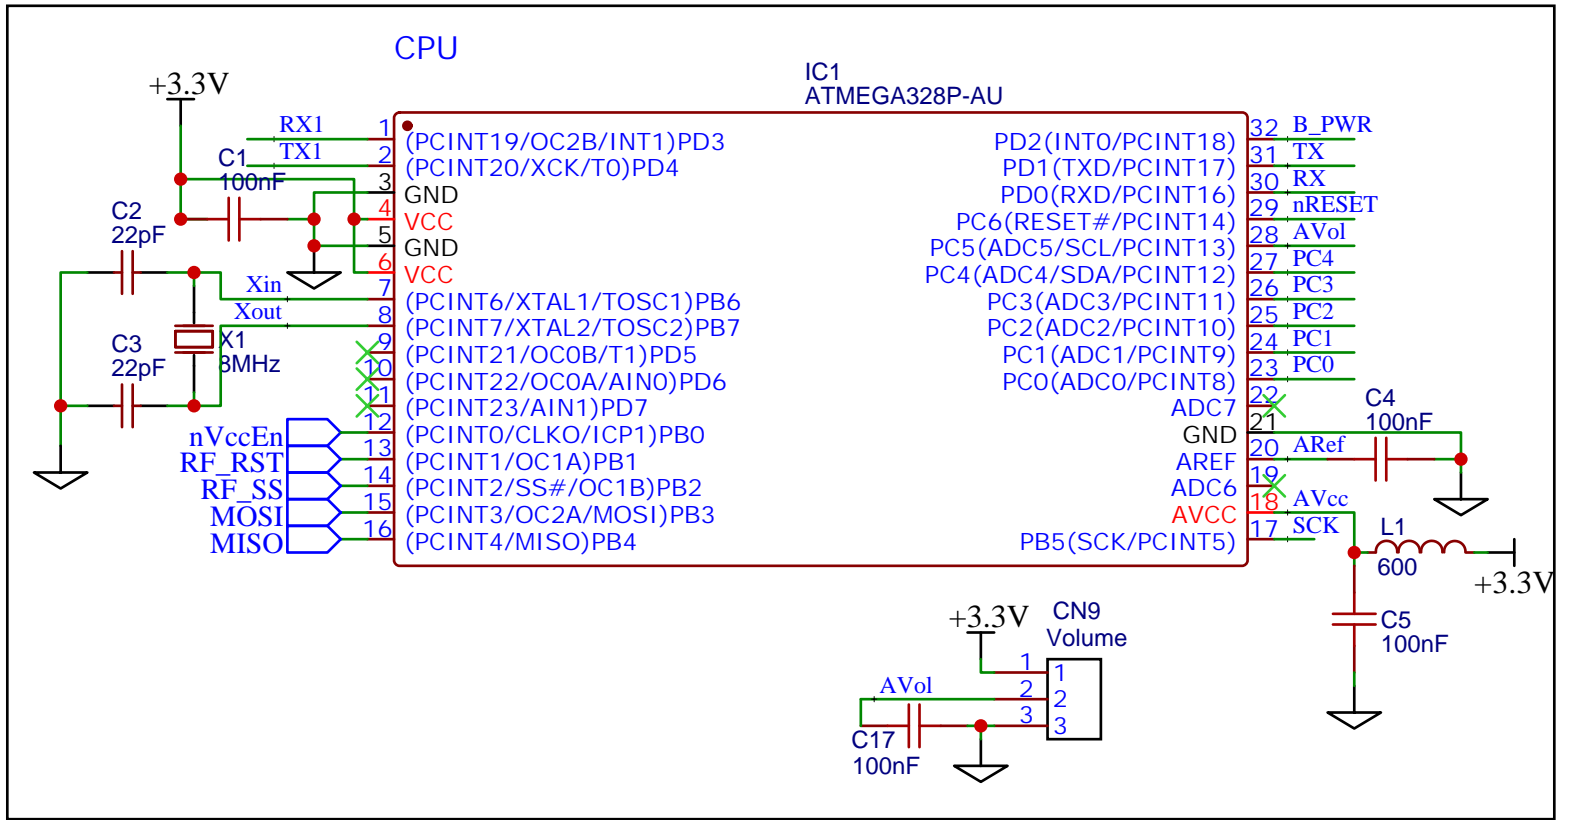 CPU
IC1
ATMEGA328P-AU
+3.3V
RX1
TX1
C1
100nF
C2
22pF
Xin
Xout
C3
22pF
X1
8MHz
nVccEn
RF_RST
RF_SS
MOSI
MISO
1 (PCINT19/OC2B/INT1)PD3
2 (PCINT20/XCK/T0)PD4
3 GND
4 VCC
5 GND
6 VCC
7 (PCINT6/XTAL1/TOSC1)PB6
8 (PCINT7/XTAL2/TOSC2)PB7
9 (PCINT21/OC0B/T1)PD5
10 (PCINT22/OC0A/AIN0)PD6
11 (PCINT23/AIN1)PD7
12 (PCINT0/CLKO/ICP1)PB0
13 (PCINT1/OC1A)PB1
14 (PCINT2/SS#/OC1B)PB2
15 (PCINT3/OC2A/MOSI)PB3
16 (PCINT4/MISO)PB4
PD2(INT0/PCINT18) 32 B_PWR
PD1(TXD/PCINT17) 31 TX
PD0(RXD/PCINT16) 30 RX
PC6(RESET#/PCINT14) 29 nRESET
PC5(ADC5/SCL/PCINT13) 28 AVol
PC4(ADC4/SDA/PCINT12) 27 PC4
PC3(ADC3/PCINT11) 26 PC3
PC2(ADC2/PCINT10) 25 PC2
PC1(ADC1/PCINT9) 24 PC1
PC0(ADC0/PCINT8) 23 PC0
ADC7 22
GND 21
AREF 20 ARef
ADC6 19
AVCC 18 AVcc
PB5(SCK/PCINT5) 17 SCK
C4
100nF
L1
600
+3.3V
C5
100nF
+3.3V
CN9
Volume
1 1
AVol 2 2
3 3
C17
100nF